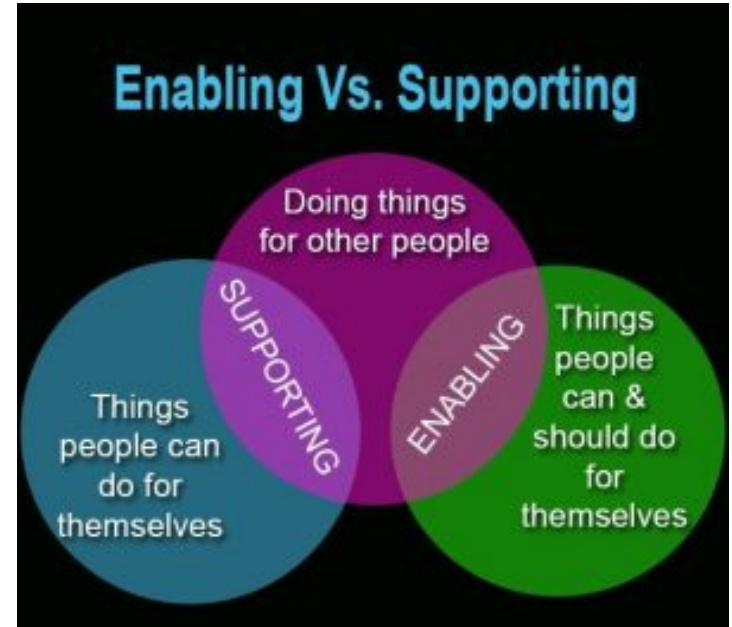 Enabling Vs. Supporting
Doing things
for other people
SUPPORTING
ENABLING
Things
people can
do for
themselves
Things
people
can &
should do
for
themselves